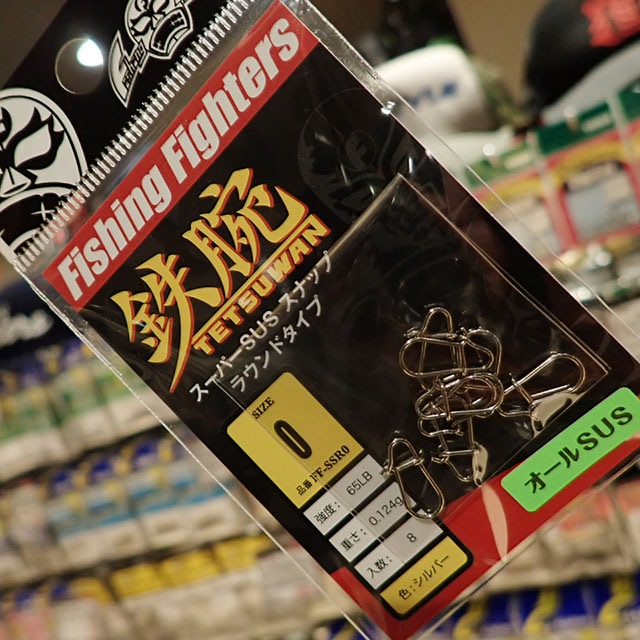 Fishing Fighters
鉄腕
TETSUWAN
スーパーSUS スナップ
ラウンドタイプ
SIZE
0
品番 FF-SSR0
強度: 65LB
重さ: 0.124g
入数: 8
色:シルバー
オールSUS